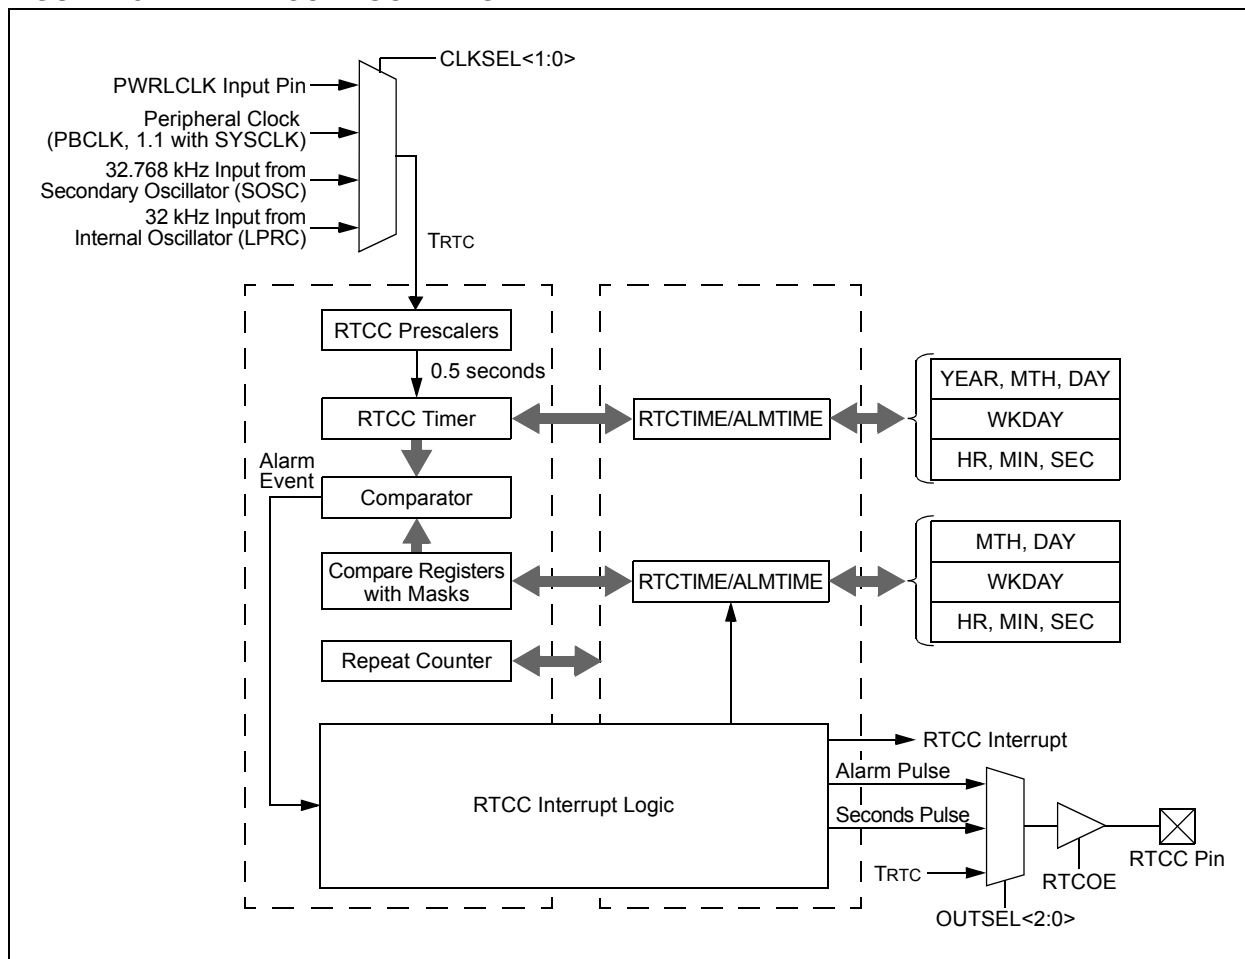 CLKSEL<1:0>
PWRLCLK Input Pin
Peripheral Clock
(PBCLK, 1.1 with SYSCLK)
32.768 kHz Input from
Secondary Oscillator (SOSC)
32 kHz Input from
Internal Oscillator (LPRC)
TRTC
RTCC Prescalers
0.5 seconds
RTCC Timer
RTCTIME/ALMTIME
YEAR, MTH, DAY
WKDAY
HR, MIN, SEC
Alarm
Event
Comparator
Compare Registers
with Masks
RTCTIME/ALMTIME
MTH, DAY
WKDAY
HR, MIN, SEC
Repeat Counter
RTCC Interrupt Logic
RTCC Interrupt
Alarm Pulse
Seconds Pulse
TRTC
RTCOE
RTCC Pin
OUTSEL<2:0>